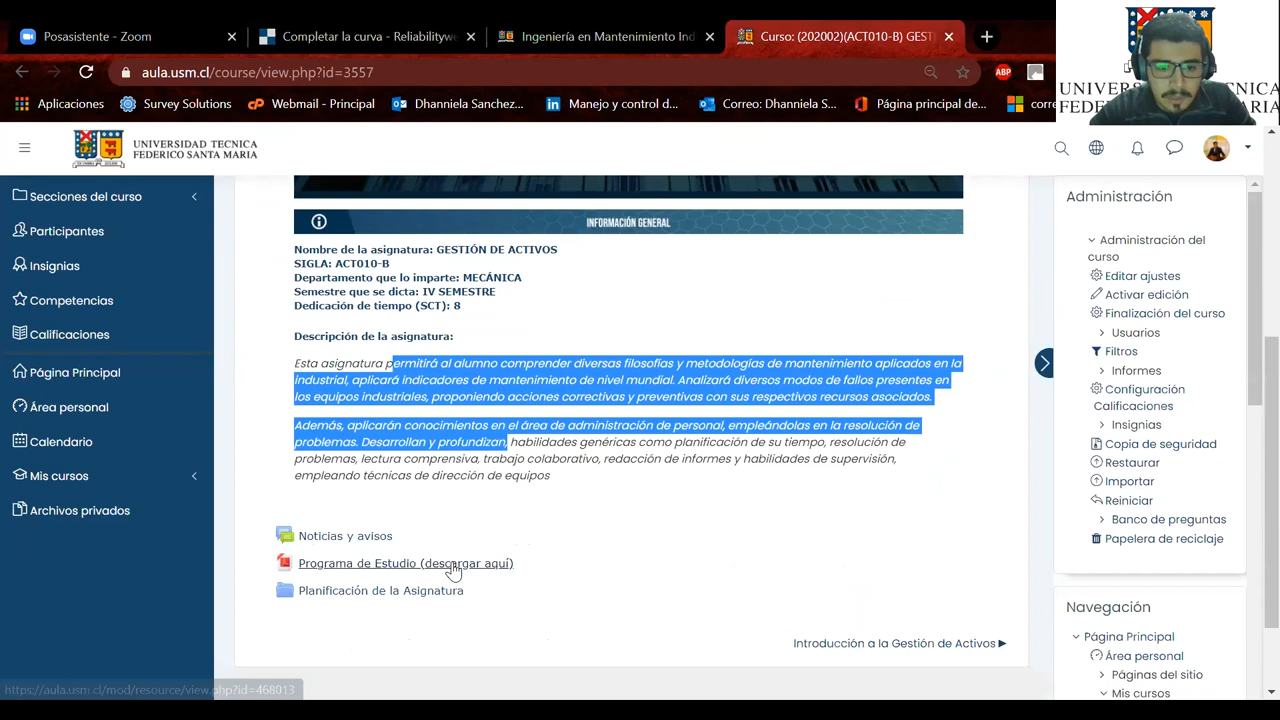 Posasistente - Zoom
Completar la curva - Reliabilitywe
Ingeniería en Mantenimiento Ind
Curso: (202002)(ACT010-B) GEST
aula.usm.cl/course/view.php?id=3557
ABP
Aplicaciones
Survey Solutions
Webmail - Principal
Dhanniela Sanchez...
Manejo y control d...
Correo: Dhanniela S...
Página principal de...
corre
UNIVERSIDAD TECNICA
FEDERICO SANTA MARIA
Secciones del curso
Participantes
Insignias
Competencias
Calificaciones
Página Principal
Área personal
Calendario
Mis cursos
Archivos privados
INFORMACIÓN GENERAL
Nombre de la asignatura: GESTIÓN DE ACTIVOS
SIGLA: ACT010-B
Departamento que lo imparte: MECÁNICA
Semestre que se dicta: IV SEMESTRE
Dedicación de tiempo (SCT): 8
Descripción de la asignatura:
Esta asignatura permitirá al alumno comprender diversas filosofías y metodologías de mantenimiento aplicados en la
industrial, aplicará indicadores de mantenimiento de nivel mundial. Analizará diversos modos de fallos presentes en
los equipos industriales, proponiendo acciones correctivas y preventivas con sus respectivos recursos asociados.
Además, aplicarán conocimientos en el área de administración de personal, empleándolas en la resolución de
problemas. Desarrollan y profundizan, habilidades genéricas como planificación de su tiempo, resolución de
problemas, lectura comprensiva, trabajo colaborativo, redacción de informes y habilidades de supervisión,
empleando técnicas de dirección de equipos
Noticias y avisos
Programa de Estudio (descargar aquí)
Planificación de la Asignatura
Introducción a la Gestión de Activos ▶
https://aula.usm.cl/mod/resource/view.php?id=468013
Administración
Administración del
curso
Editar ajustes
Activar edición
Finalización del curso
Usuarios
Filtros
Informes
Configuración
Calificaciones
Insignias
Copia de seguridad
Restaurar
Importar
Reiniciar
Banco de preguntas
Papelera de reciclaje
Navegación
Página Principal
Área personal
Páginas del sitio
Mis cursos